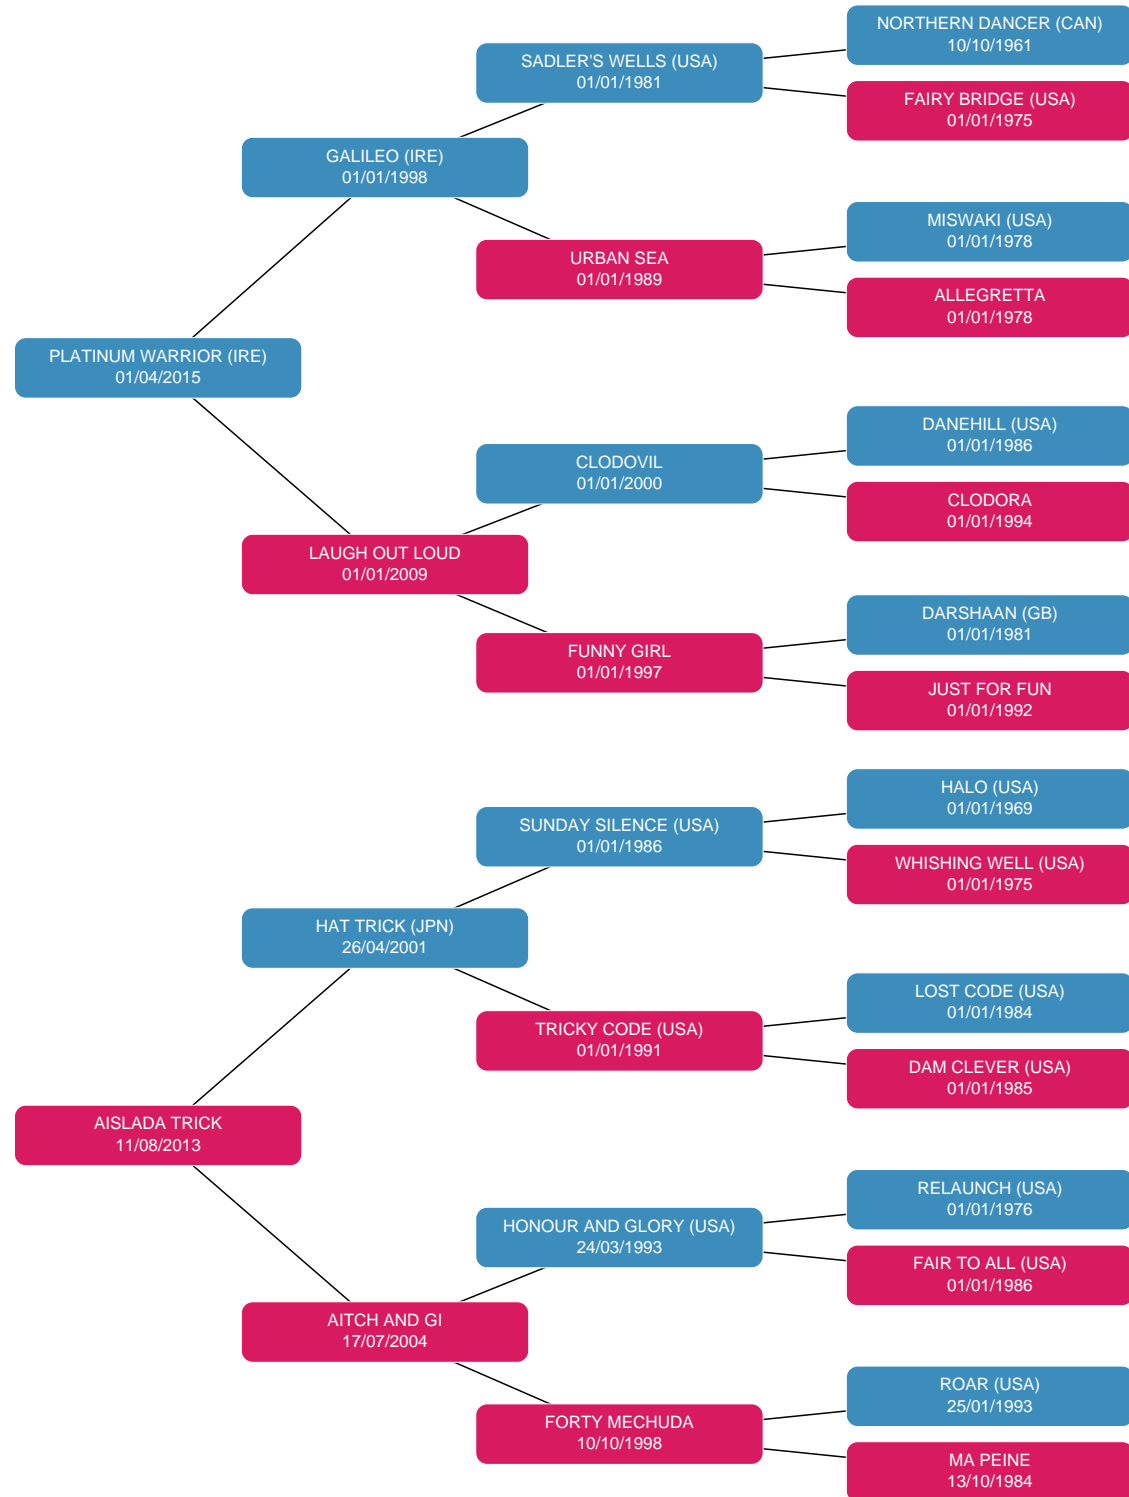 NORTHERN DANCER (CAN)
10/10/1961
SADLER'S WELLS (USA)
01/01/1981
FAIRY BRIDGE (USA)
01/01/1975
GALILEO (IRE)
01/01/1998
MISWAKI (USA)
01/01/1978
URBAN SEA
01/01/1989
ALLEGRETTA
01/01/1978
PLATINUM WARRIOR (IRE)
01/04/2015
DANEHILL (USA)
01/01/1986
CLODOVIL
01/01/2000
CLODORA
01/01/1994
LAUGH OUT LOUD
01/01/2009
DARSHAAN (GB)
01/01/1981
FUNNY GIRL
01/01/1997
JUST FOR FUN
01/01/1992
HALO (USA)
01/01/1969
SUNDAY SILENCE (USA)
01/01/1986
WHISHING WELL (USA)
01/01/1975
HAT TRICK (JPN)
26/04/2001
LOST CODE (USA)
01/01/1984
TRICKY CODE (USA)
01/01/1991
DAM CLEVER (USA)
01/01/1985
AISLADA TRICK
11/08/2013
RELAUNCH (USA)
01/01/1976
HONOUR AND GLORY (USA)
24/03/1993
FAIR TO ALL (USA)
01/01/1986
AITCH AND GI
17/07/2004
ROAR (USA)
25/01/1993
FORTY MECHUDA
10/10/1998
MA PEINE
13/10/1984